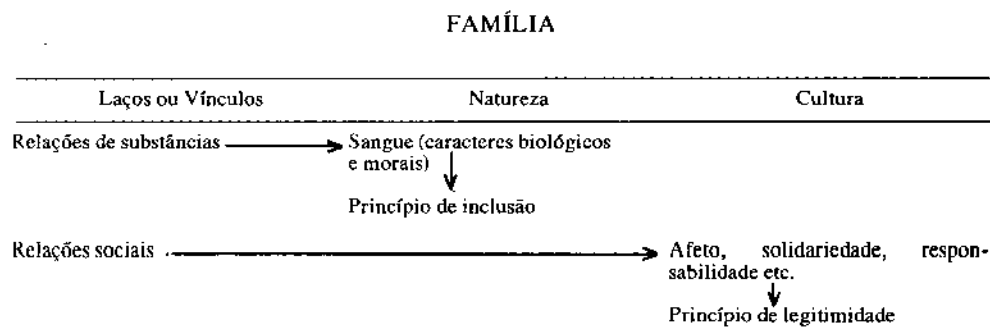 FAMÍLIA
Laços ou Vínculos Natureza Cultura
Relações de substâncias Sangue (caracteres biológicos
e morais)
Princípio de inclusão
Relações sociais Afeto, solidariedade, respon-
sabilidade etc.
Princípio de legitimidade